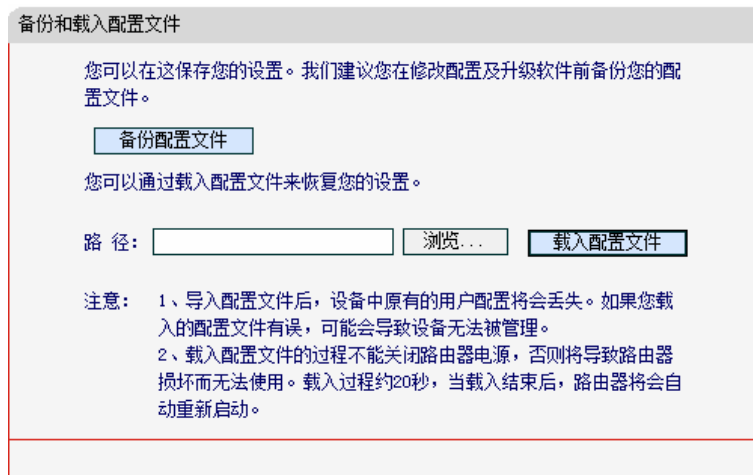 备份和载入配置文件
您可以在这保存您的设置。我们建议您在修改配置及升级软件前备份您的配
置文件。
备份配置文件
您可以通过载入配置文件来恢复您的设置。
路 径： 浏览... 载入配置文件
注意： 1、导入配置文件后，设备中原有的用户配置将会丢失。如果您载
入的配置文件有误，可能会导致设备无法被管理。
2、载入配置文件的过程不能关闭路由器电源，否则将导致路由器
损坏而无法使用。载入过程约20秒，当载入结束后，路由器将会自
动重新启动。